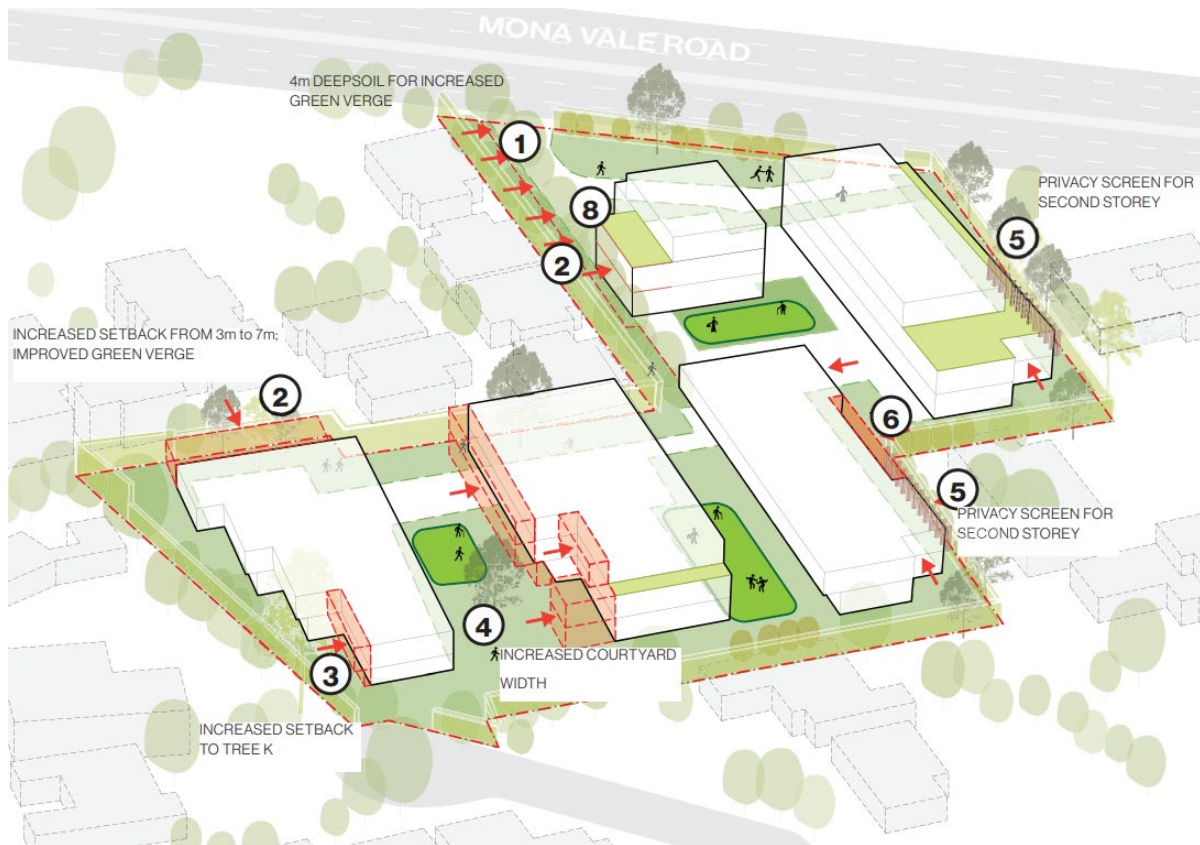 MONA VALE ROAD
4m DEEPSOIL FOR INCREASED
GREEN VERGE
1
PRIVACY SCREEN FOR
SECOND STOREY
8
5
2
INCREASED SETBACK FROM 3m to 7m;
IMPROVED GREEN VERGE
2
6
5
PRIVACY SCREEN FOR
SECOND STOREY
4
INCREASED COURTYARD
WIDTH
3
INCREASED SETBACK
TO TREE K